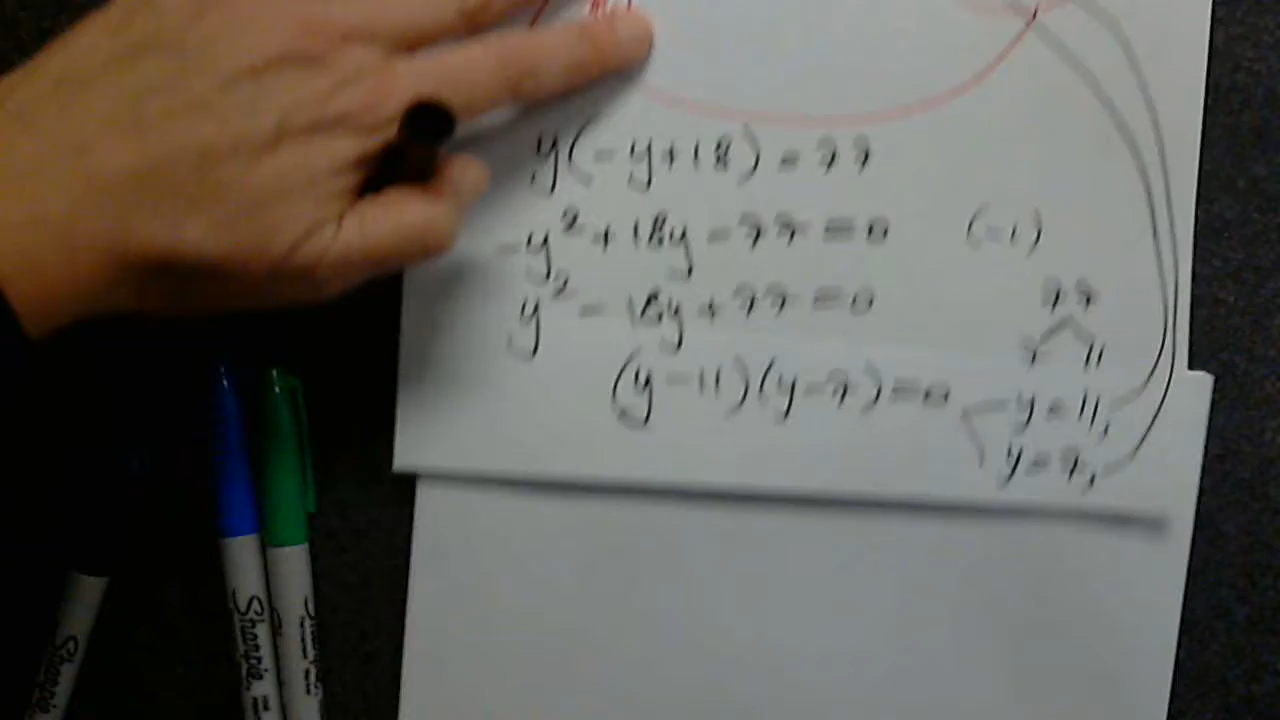 y(-y+18)=77
-y²+18y-77=0 (-1)
y²-18y+77=0
77
7 11
(y-11)(y-7)=0
y=11,
y=7,
Sharpie
Sharpie